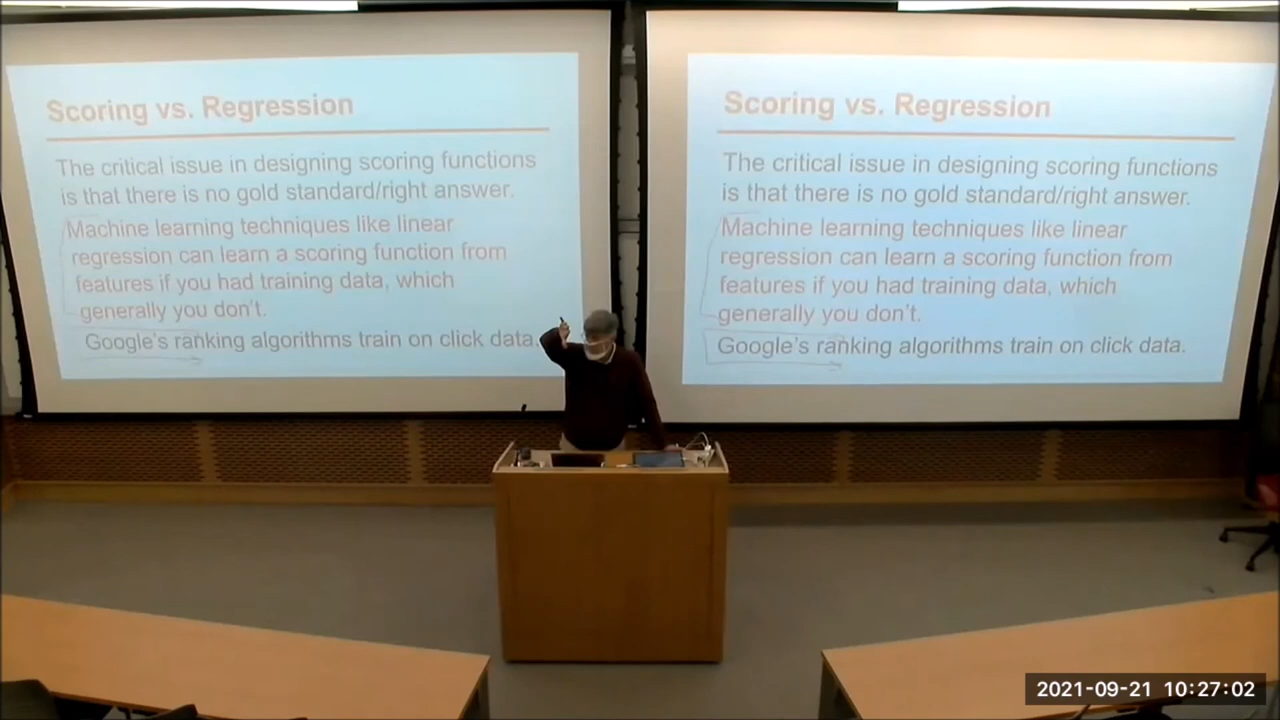 Scoring vs. Regression
The critical issue in designing scoring functions
is that there is no gold standard/right answer.
Machine learning techniques like linear
regression can learn a scoring function from
features if you had training data, which
generally you don't.
Google's ranking algorithms train on click data.
Scoring vs. Regression
The critical issue in designing scoring functions
is that there is no gold standard/right answer.
Machine learning techniques like linear
regression can learn a scoring function from
features if you had training data, which
generally you don't.
Google's ranking algorithms train on click data.
2021-09-21 10:27:02